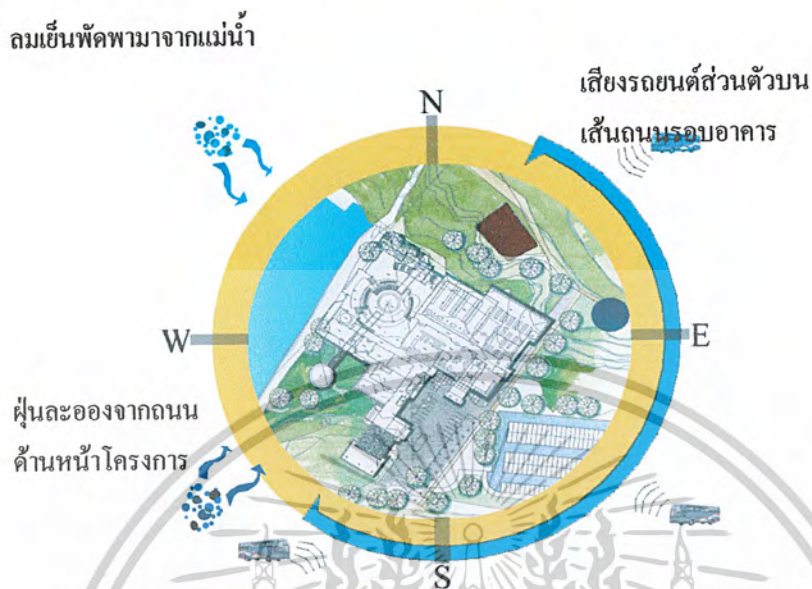 ลมเย็นพัดพามาจากแม่น้ำ
เสียงรถยนต์ส่วนตัวบน
เส้นถนนรอบอาคาร
N
W
E
ฝุ่นละอองจากถนน
ด้านหน้าโครงการ
S